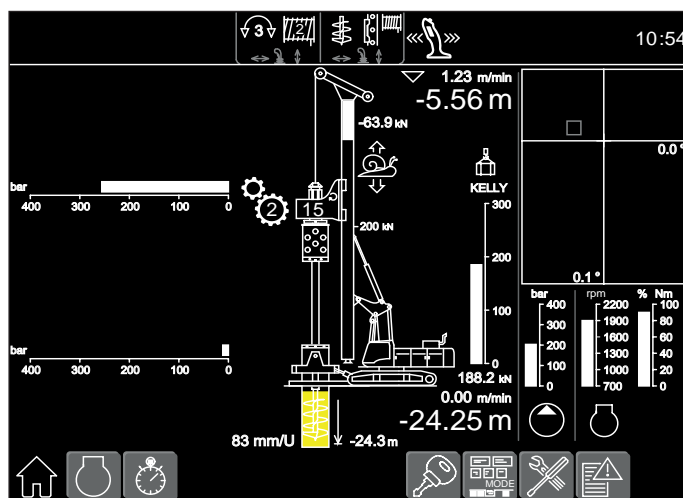 3 2 10:54
1.23 m/min
-5.56 m
-63.9 kN
0.0 °
KELLY
bar
400 300 200 100 0
2 15
300
200 kN
200
100
0
0.1 °
bar rpm % Nm
400 2200 100
300 1900 80
1600 60
200
1300 40
100 1000 20
0 700 0
bar
400 300 200 100 0
188.2 kN
0.00 m/min
-24.25 m
83 mm/U -24.3 m
MODE